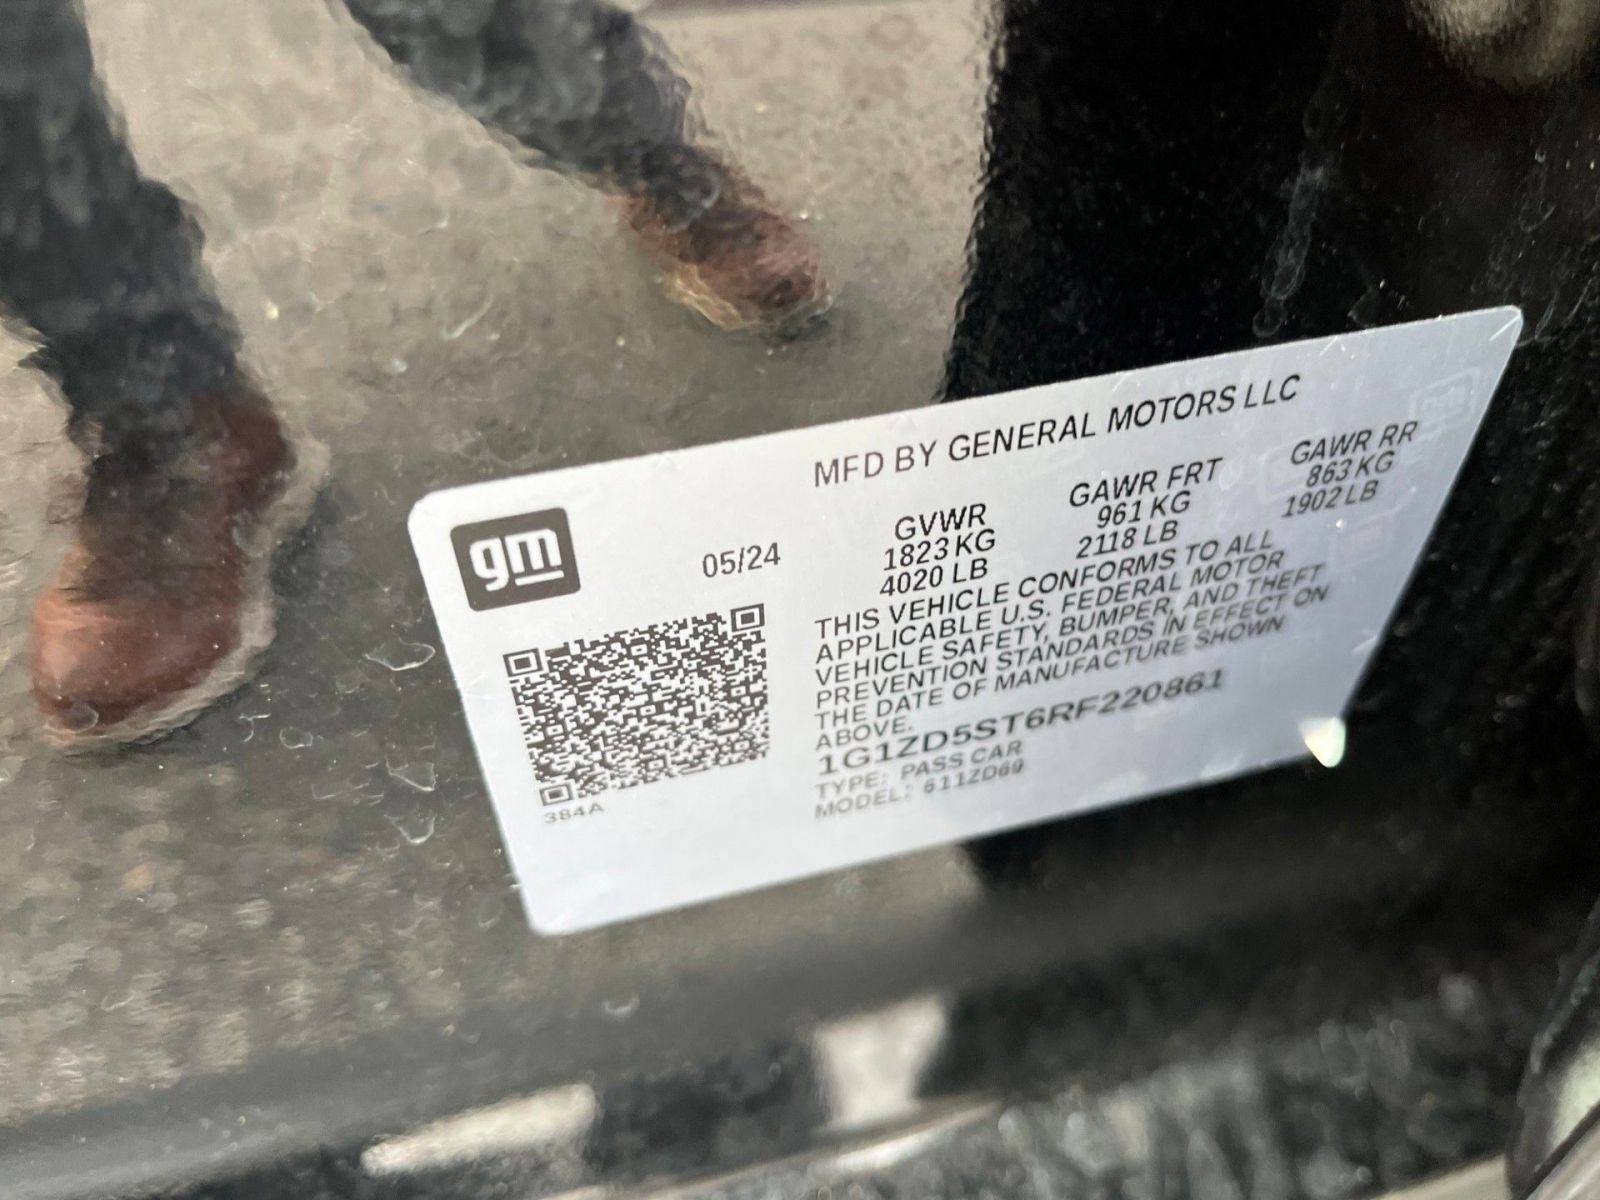 MFD BY GENERAL MOTORS LLC
gm
05/24
GVWR
1823 KG
4020 LB
GAWR FRT
961 KG
2118 LB
GAWR RR
863 KG
1902 LB
THIS VEHICLE CONFORMS TO ALL
APPLICABLE U.S. FEDERAL MOTOR
VEHICLE SAFETY, BUMPER, AND THEFT
PREVENTION STANDARDS IN EFFECT ON
THE DATE OF MANUFACTURE SHOWN
ABOVE.
1G1ZD5ST6RF220861
TYPE: PASS CAR
MODEL: 611ZD69
384A